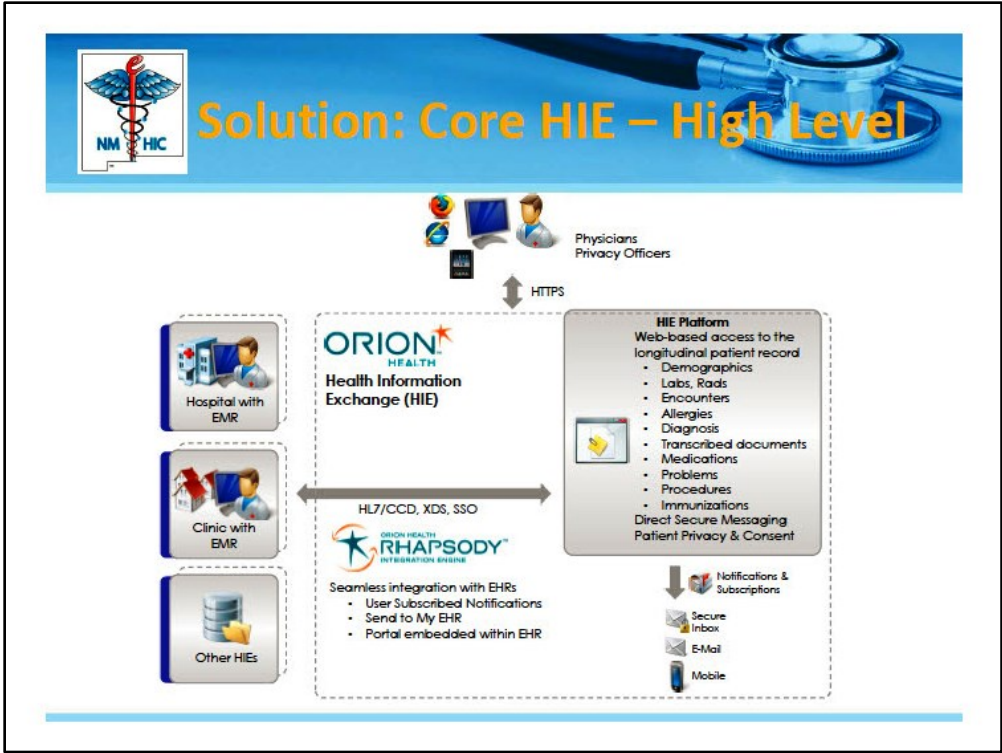 NM HIC
Solution: Core HIE – High Level
Physicians
Privacy Officers
HTTPS
Hospital with
EMR
Clinic with
EMR
Other HIEs
ORION
HEALTH
Health Information
Exchange (HIE)
HL7/CCD, XDS, SSO
ORION HEALTH
RHAPSODY™
INTEGRATION ENGINE
Seamless integration with EHRs
• User Subscribed Notifications
• Send to My EHR
• Portal embedded within EHR
HIE Platform
Web-based access to the
longitudinal patient record
• Demographics
• Labs, Rads
• Encounters
• Allergies
• Diagnosis
• Transcribed documents
• Medications
• Problems
• Procedures
• Immunizations
Direct Secure Messaging
Patient Privacy & Consent
Notifications &
Subscriptions
Secure
Inbox
E-Mail
Mobile